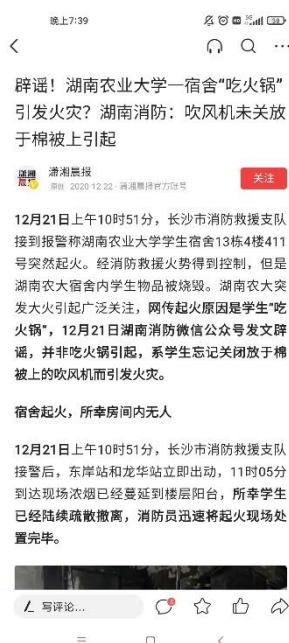 晚上7:39
辟谣！湖南农业大学一宿舍“吃火锅”
引发火灾？湖南消防：吹风机未关放
于棉被上引起
潇湘晨报
原创 2020-12-22·潇湘晨报官方账号
关注
12月21日上午10时51分，长沙市消防救援支队
接到报警称湖南农业大学学生宿舍13栋4楼411
号突然起火。经消防救援火势得到控制，但是
湖南农大宿舍内学生物品被烧毁。湖南农大突
发大火引起广泛关注，网传起火原因是学生“吃
火锅”，12月21日湖南消防微信公众号发文辟
谣，并非吃火锅引起，系学生忘记关闭放于棉
被上的吹风机而引发火灾。
宿舍起火，所幸房间内无人
12月21日上午10时51分，长沙市消防救援支队
接警后，东岸站和龙华站立即出动，11时05分
到达现场浓烟已经蔓延到楼层阳台，所幸学生
已经陆续疏散撤离，消防员迅速将起火现场处
置完毕。
写评论...